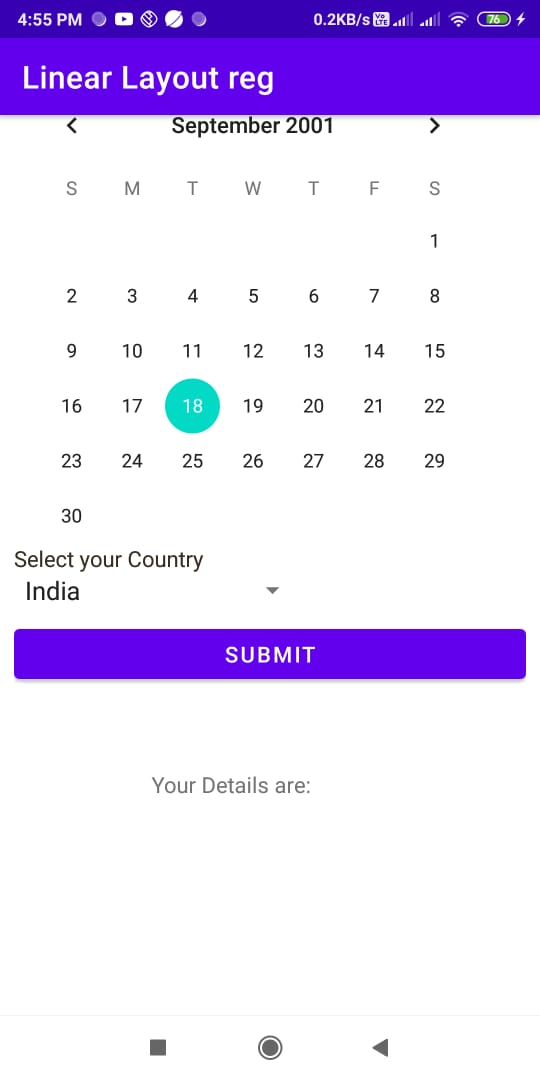 4:55 PM 0.2KB/s Vo LTE 76
Linear Layout reg
September 2001
S M T W T F S
1
2 3 4 5 6 7 8
9 10 11 12 13 14 15
16 17 18 19 20 21 22
23 24 25 26 27 28 29
30
Select your Country
India
SUBMIT
Your Details are: